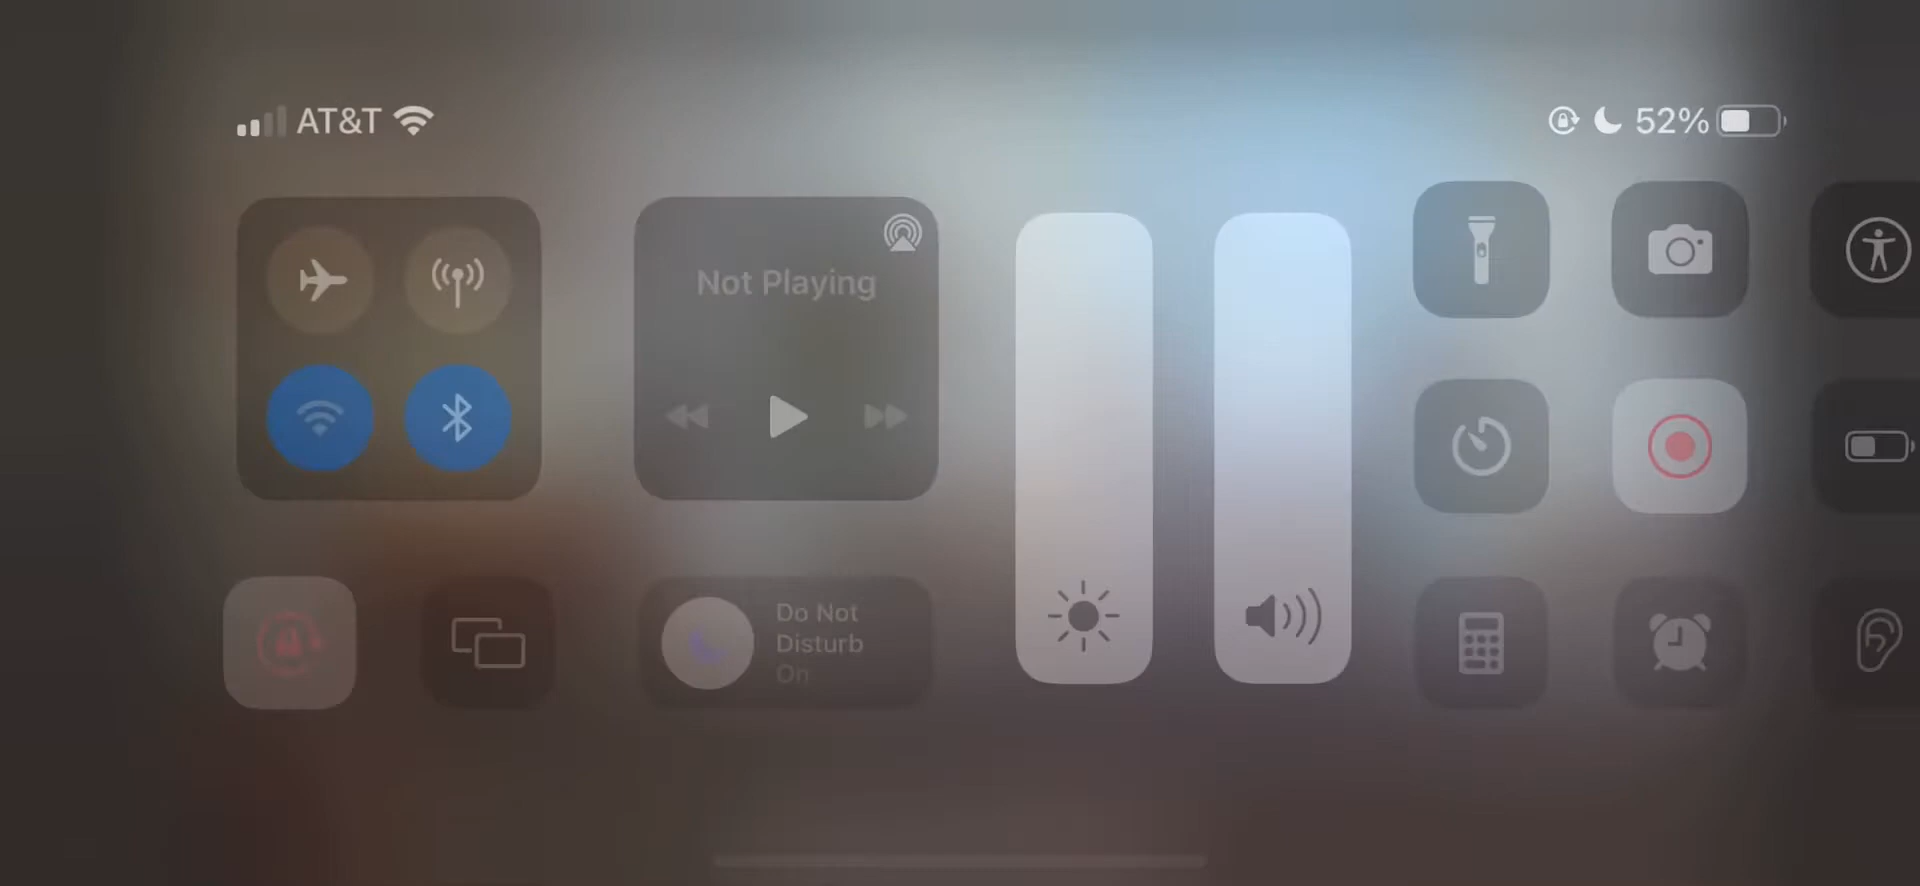 AT&T
52%
Not Playing
Do Not
Disturb
On